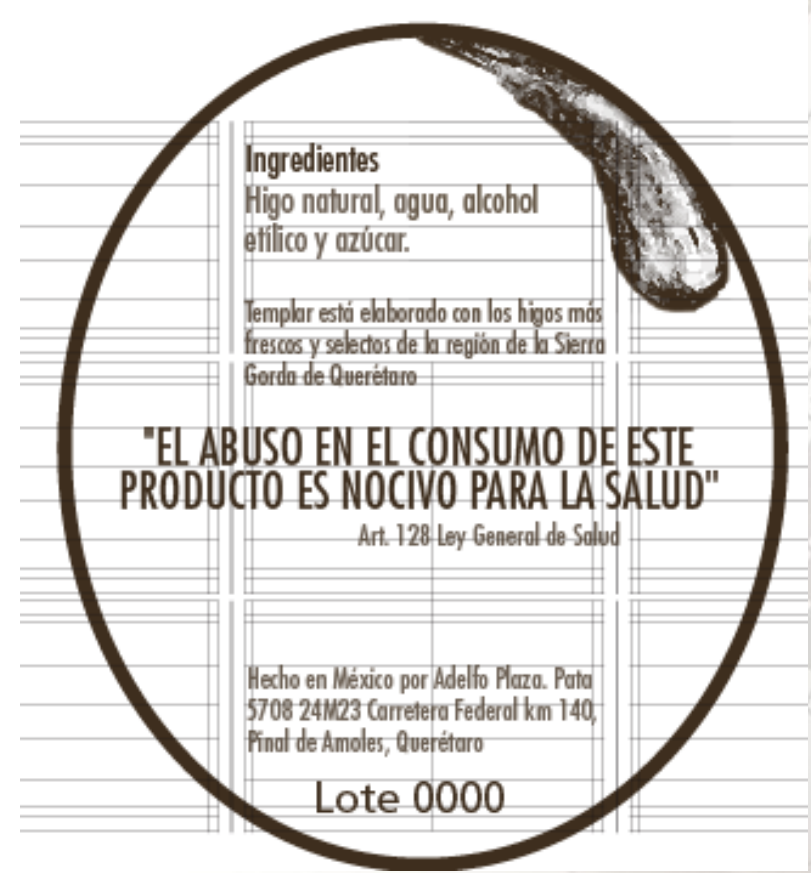 Ingredientes
Higo natural, agua, alcohol
etílico y azúcar.
Templar está elaborado con los higos más
frescos y selectos de la región de la Sierra
Gorda de Querétaro
"EL ABUSO EN EL CONSUMO DE ESTE
PRODUCTO ES NOCIVO PARA LA SALUD"
Art. 128 Ley General de Salud
Hecho en México por Adelfo Plaza. Pata
5708 24M23 Carretera Federal km 140,
Pinal de Amoles, Querétaro
Lote 0000